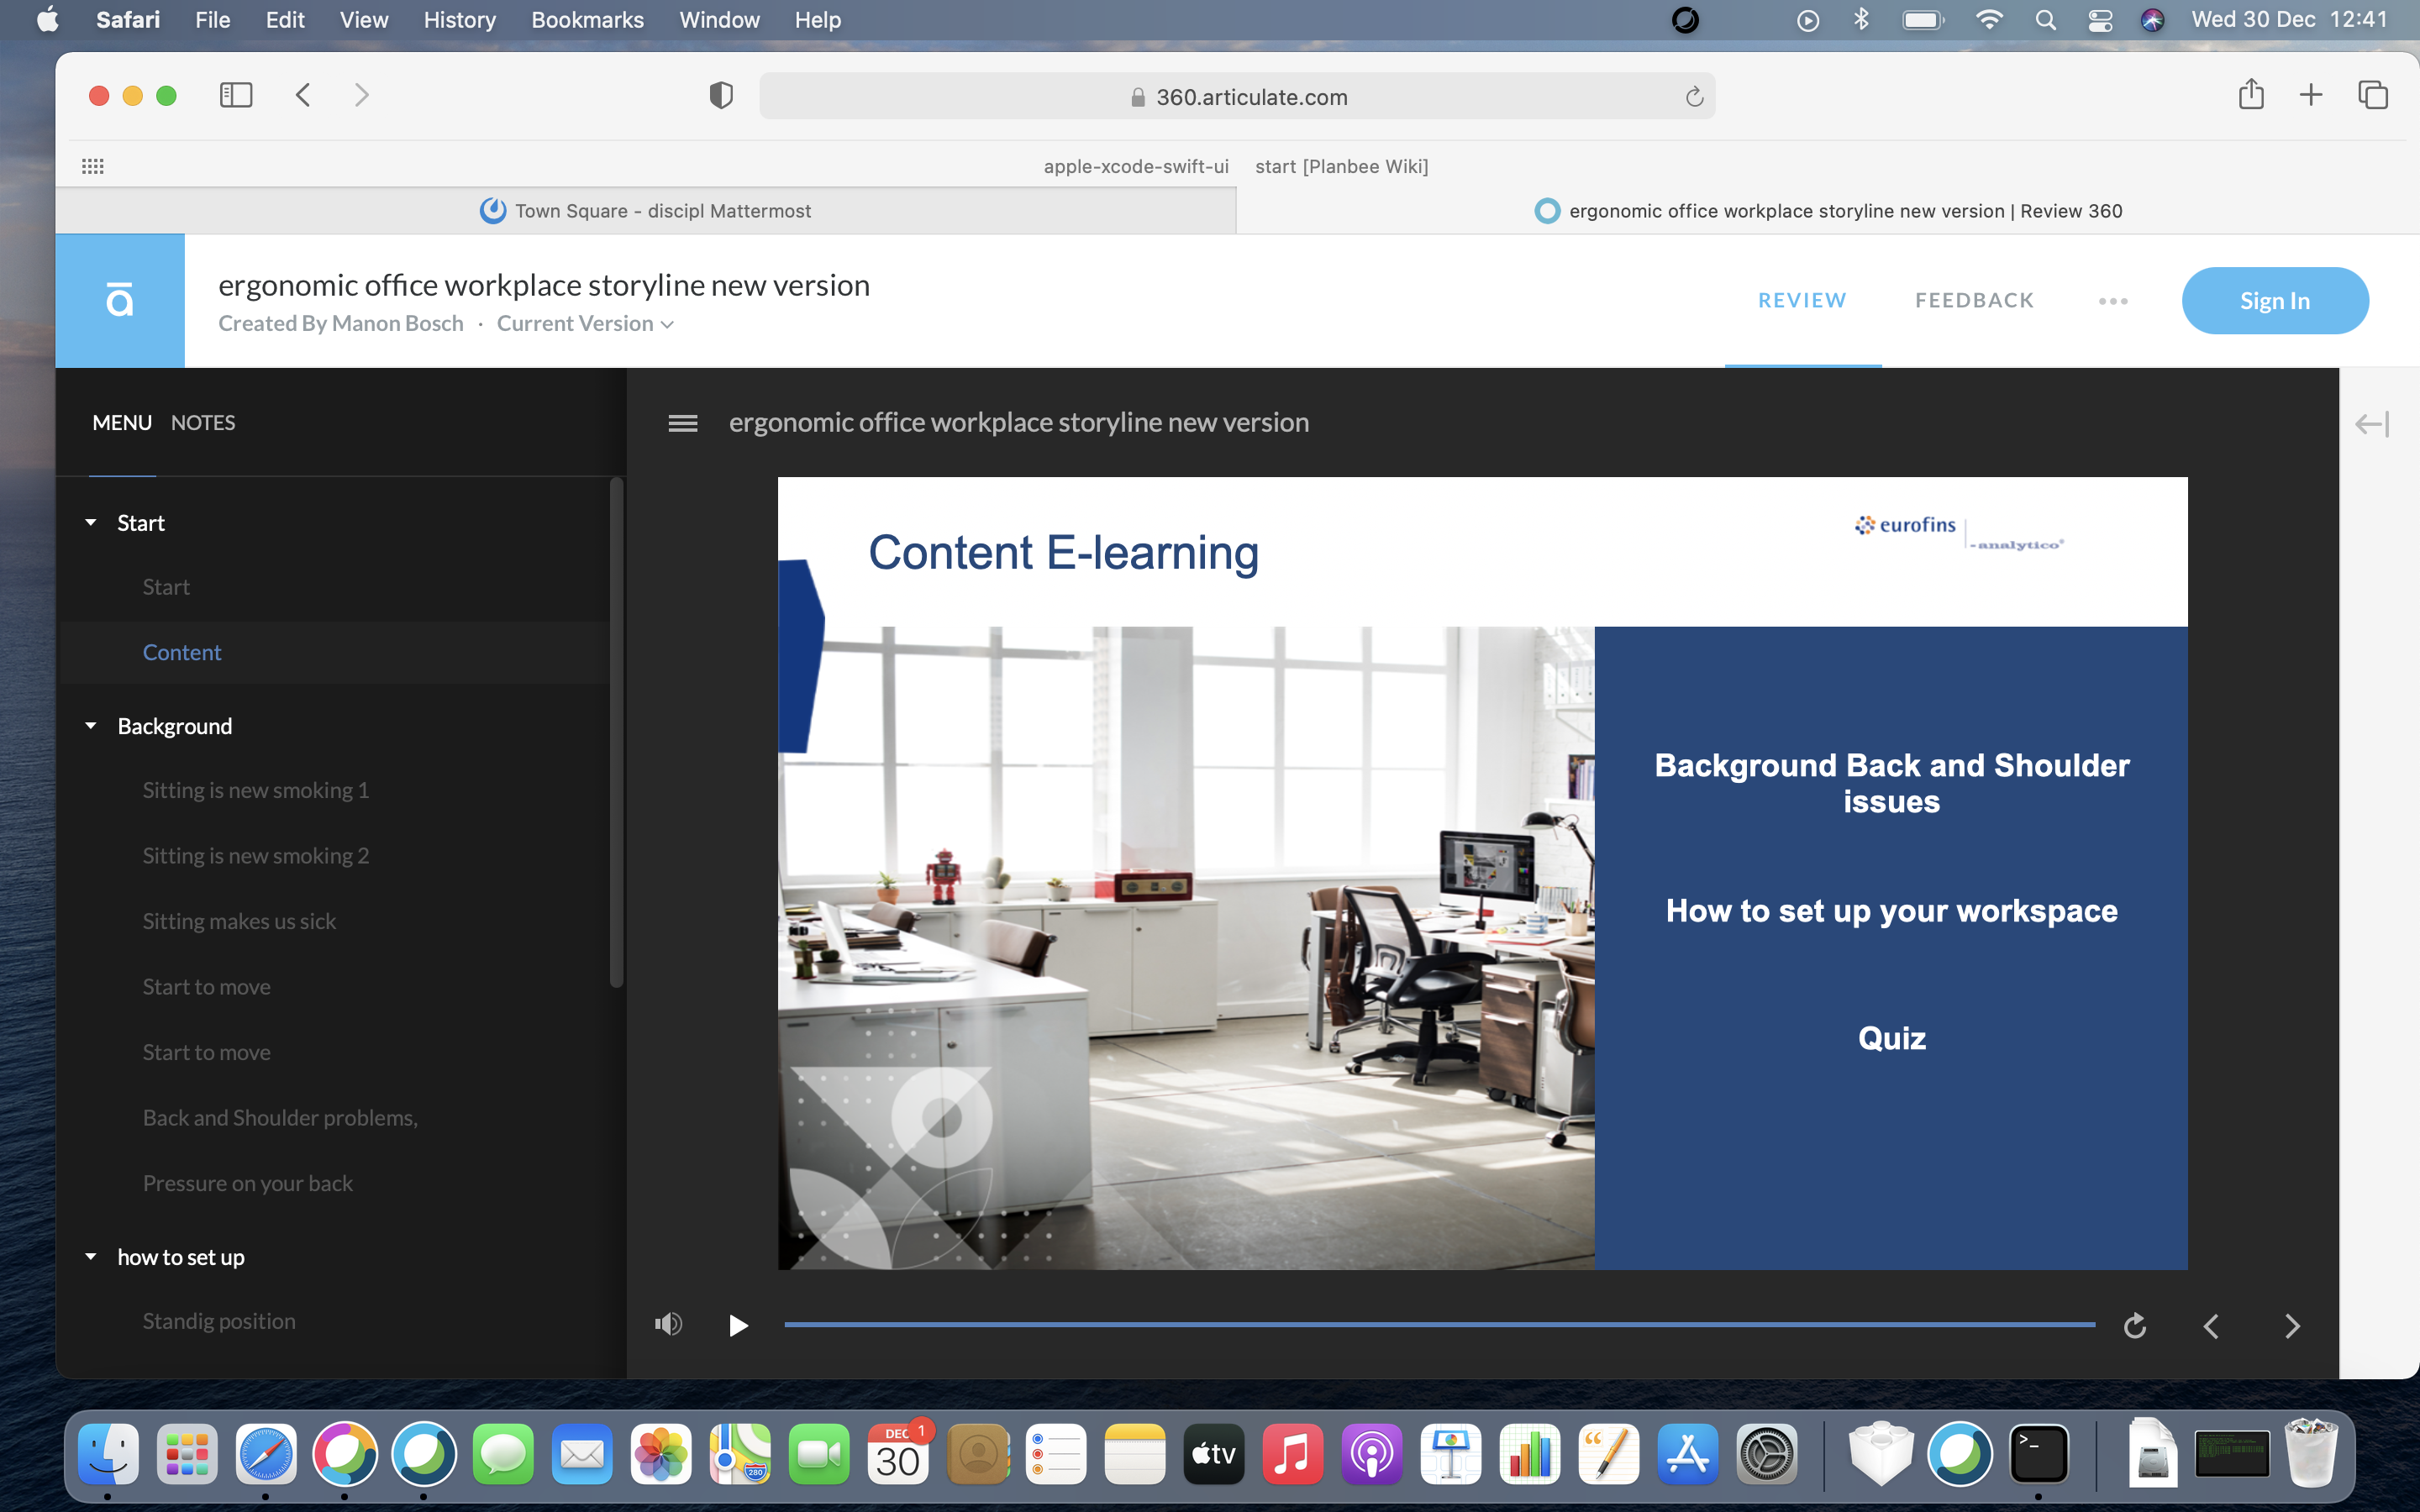 Safari File Edit View History Bookmarks Window Help Wed 30 Dec 12:41
360.articulate.com
apple-xcode-swift-ui start [Planbee Wiki]
Town Square - discipl Mattermost
ergonomic office workplace storyline new version | Review 360
ā
ergonomic office workplace storyline new version
Created By Manon Bosch · Current Version
REVIEW FEEDBACK ••• Sign In
MENU NOTES
Start
Start
Content
Background
Sitting is new smoking 1
Sitting is new smoking 2
Sitting makes us sick
Start to move
Start to move
Back and Shoulder problems,
Pressure on your back
how to set up
Standig position
ergonomic office workplace storyline new version
Content E-learning
eurofins
-analytico®
Background Back and Shoulder
issues
How to set up your workspace
Quiz
DEC 1
30
280
tv
>_